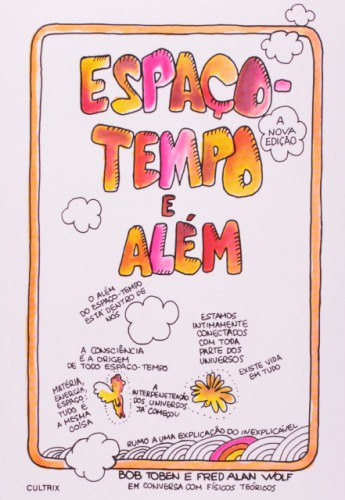 ESPAÇO-
TEMPO
E
ALÉM
A
NOVA
EDIÇÃO
O ALÉM
DO ESPAÇO-TEMPO
ESTÁ DENTRO DE
NÓS
ESTAMOS
INTIMAMENTE
CONECTADOS
COM TODA
PARTE DOS
UNIVERSOS
A CONSCIÊNCIA
É A ORIGEM
DE TODO ESPAÇO-TEMPO
MATÉRIA,
ENERGIA,
ESPAÇO:
TUDO É
A MESMA
COISA
A
INTERPENETRAÇÃO
DOS UNIVERSOS
JÁ COMEÇOU
EXISTE VIDA
EM TUDO
RUMO A UMA EXPLICAÇÃO DO INEXPLICÁVEL
BOB TOBEN E FRED ALAN WOLF
EM CONVERSA COM FÍSICOS TEÓRICOS
CULTRIX